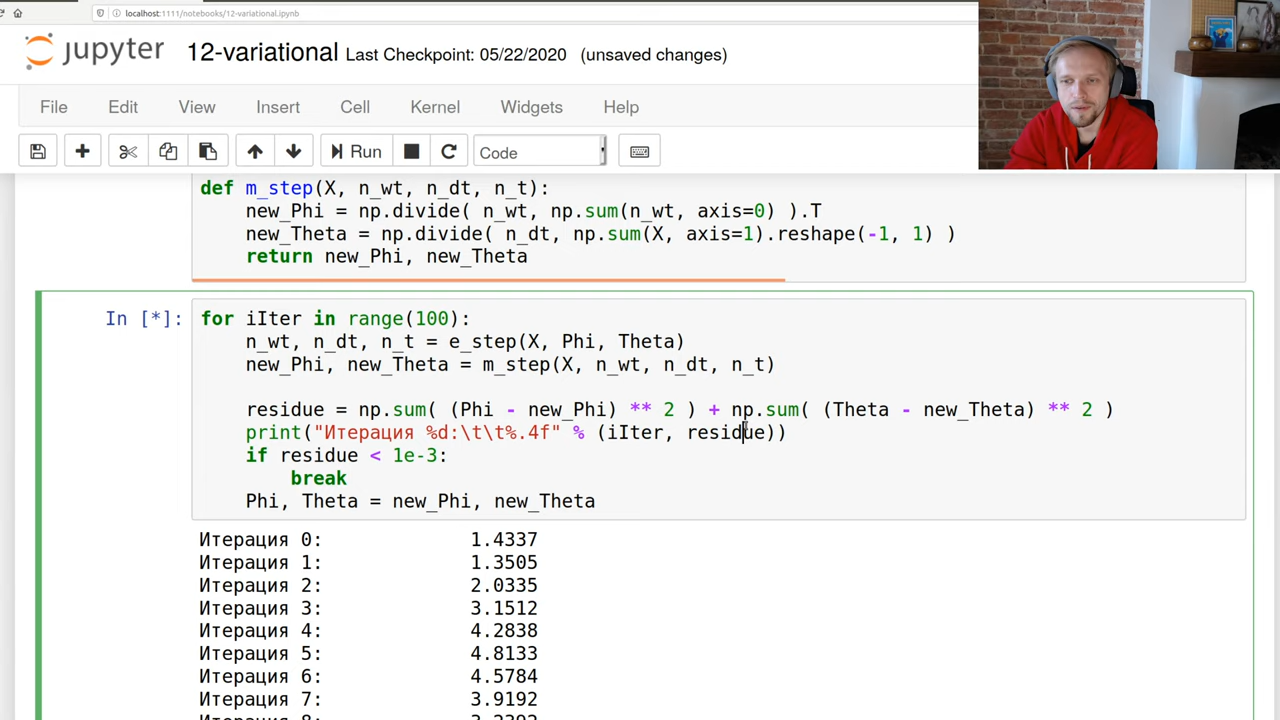 localhost:1111/notebooks/12-variational.ipynb
jupyter 12-variational Last Checkpoint: 05/22/2020 (unsaved changes)
File Edit View Insert Cell Kernel Widgets Help
Run Code
def m_step(X, n_wt, n_dt, n_t):
    new_Phi = np.divide( n_wt, np.sum(n_wt, axis=0) ).T
    new_Theta = np.divide( n_dt, np.sum(X, axis=1).reshape(-1, 1) )
    return new_Phi, new_Theta
In [*]: for iIter in range(100):
    n_wt, n_dt, n_t = e_step(X, Phi, Theta)
    new_Phi, new_Theta = m_step(X, n_wt, n_dt, n_t)
    residue = np.sum( (Phi - new_Phi) ** 2 ) + np.sum( (Theta - new_Theta) ** 2 )
    print("Итерация %d:\t\t%.4f" % (iIter, residue))
    if residue < 1e-3:
        break
    Phi, Theta = new_Phi, new_Theta
Итерация 0: 1.4337
Итерация 1: 1.3505
Итерация 2: 2.0335
Итерация 3: 3.1512
Итерация 4: 4.2838
Итерация 5: 4.8133
Итерация 6: 4.5784
Итерация 7: 3.9192